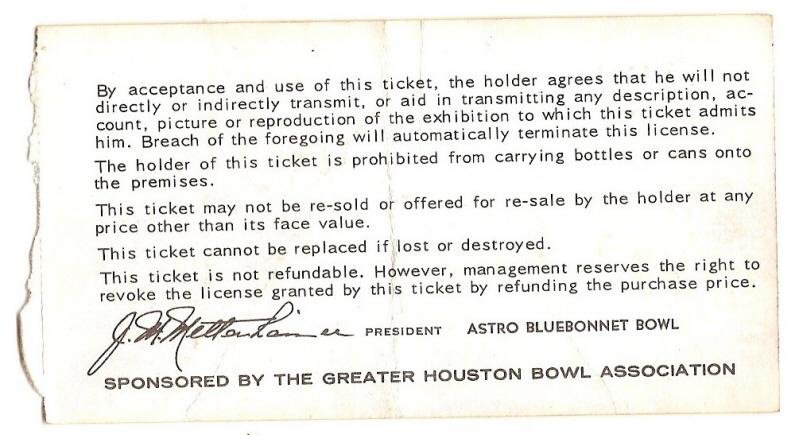 By acceptance and use of this ticket, the holder agrees that he will not
directly or indirectly transmit, or aid in transmitting any description, ac-
count, picture or reproduction of the exhibition to which this ticket admits
him. Breach of the foregoing will automatically terminate this license.
The holder of this ticket is prohibited from carrying bottles or cans onto
the premises.
This ticket may not be re-sold or offered for re-sale by the holder at any
price other than its face value.
This ticket cannot be replaced if lost or destroyed.
This ticket is not refundable. However, management reserves the right to
revoke the license granted by this ticket by refunding the purchase price.
J. M. PRESIDENT ASTRO BLUEBONNET BOWL
SPONSORED BY THE GREATER HOUSTON BOWL ASSOCIATION